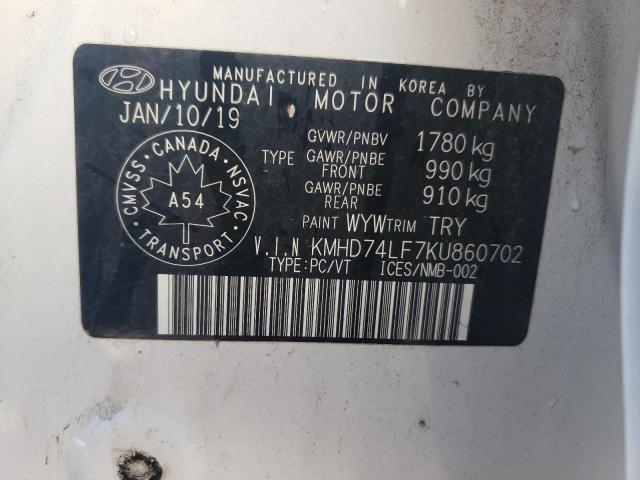 MANUFACTURED IN KOREA BY
HYUNDAI MOTOR COMPANY
JAN/10/19
GVWR/PNBV 1780 kg
TYPE GAWR/PNBE FRONT 990 kg
GAWR/PNBE REAR 910 kg
CMVSS · CANADA · NSVAC
A54
TRANSPORT
PAINT WYW TRIM TRY
V.I.N KMHD74LF7KU860702
TYPE:PC/VT ICES/NMB-002